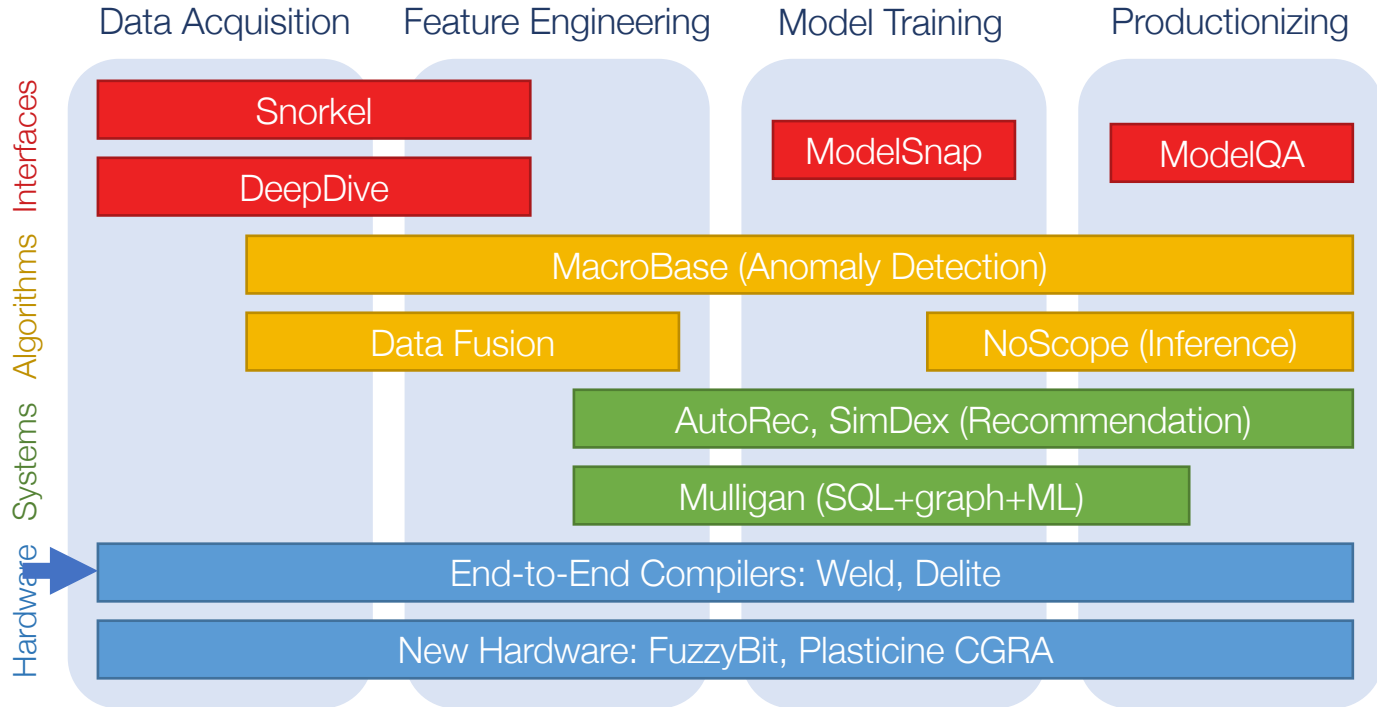 Data Acquisition
Feature Engineering
Model Training
Productionizing
Interfaces
Snorkel
DeepDive
ModelSnap
ModelQA
Algorithms
MacroBase (Anomaly Detection)
Data Fusion
NoScope (Inference)
Systems
AutoRec, SimDex (Recommendation)
Mulligan (SQL+graph+ML)
Hardware
End-to-End Compilers: Weld, Delite
New Hardware: FuzzyBit, Plasticine CGRA